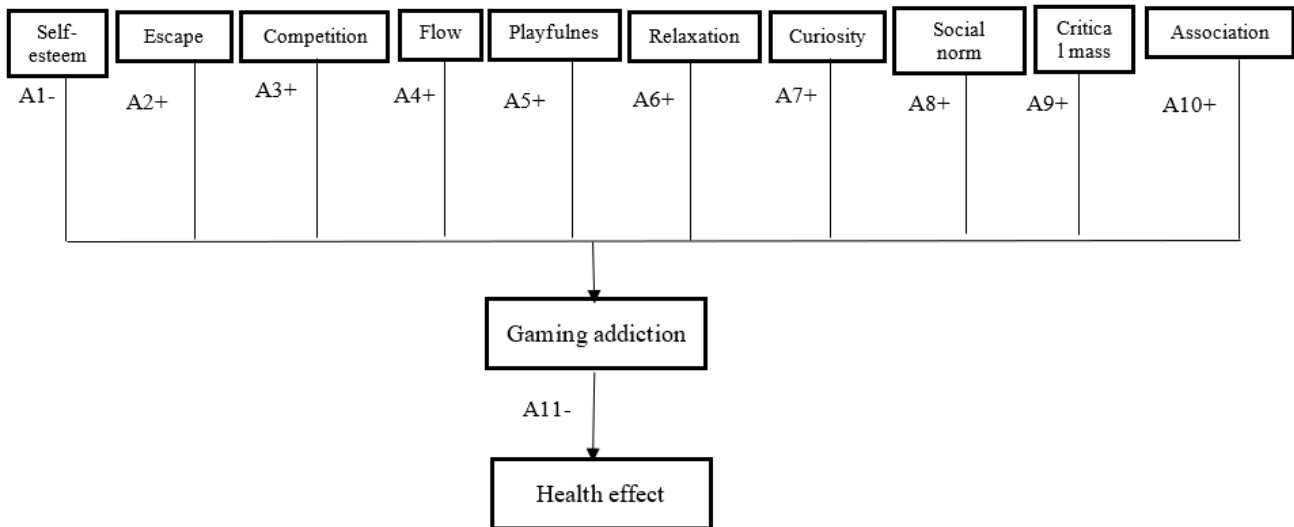 Self-
esteem
Escape
Competition
Flow
Playfulnes
Relaxation
Curiosity
Social
norm
Critica
l mass
Association
A1-
A2+
A3+
A4+
A5+
A6+
A7+
A8+
A9+
A10+
Gaming addiction
A11-
Health effect